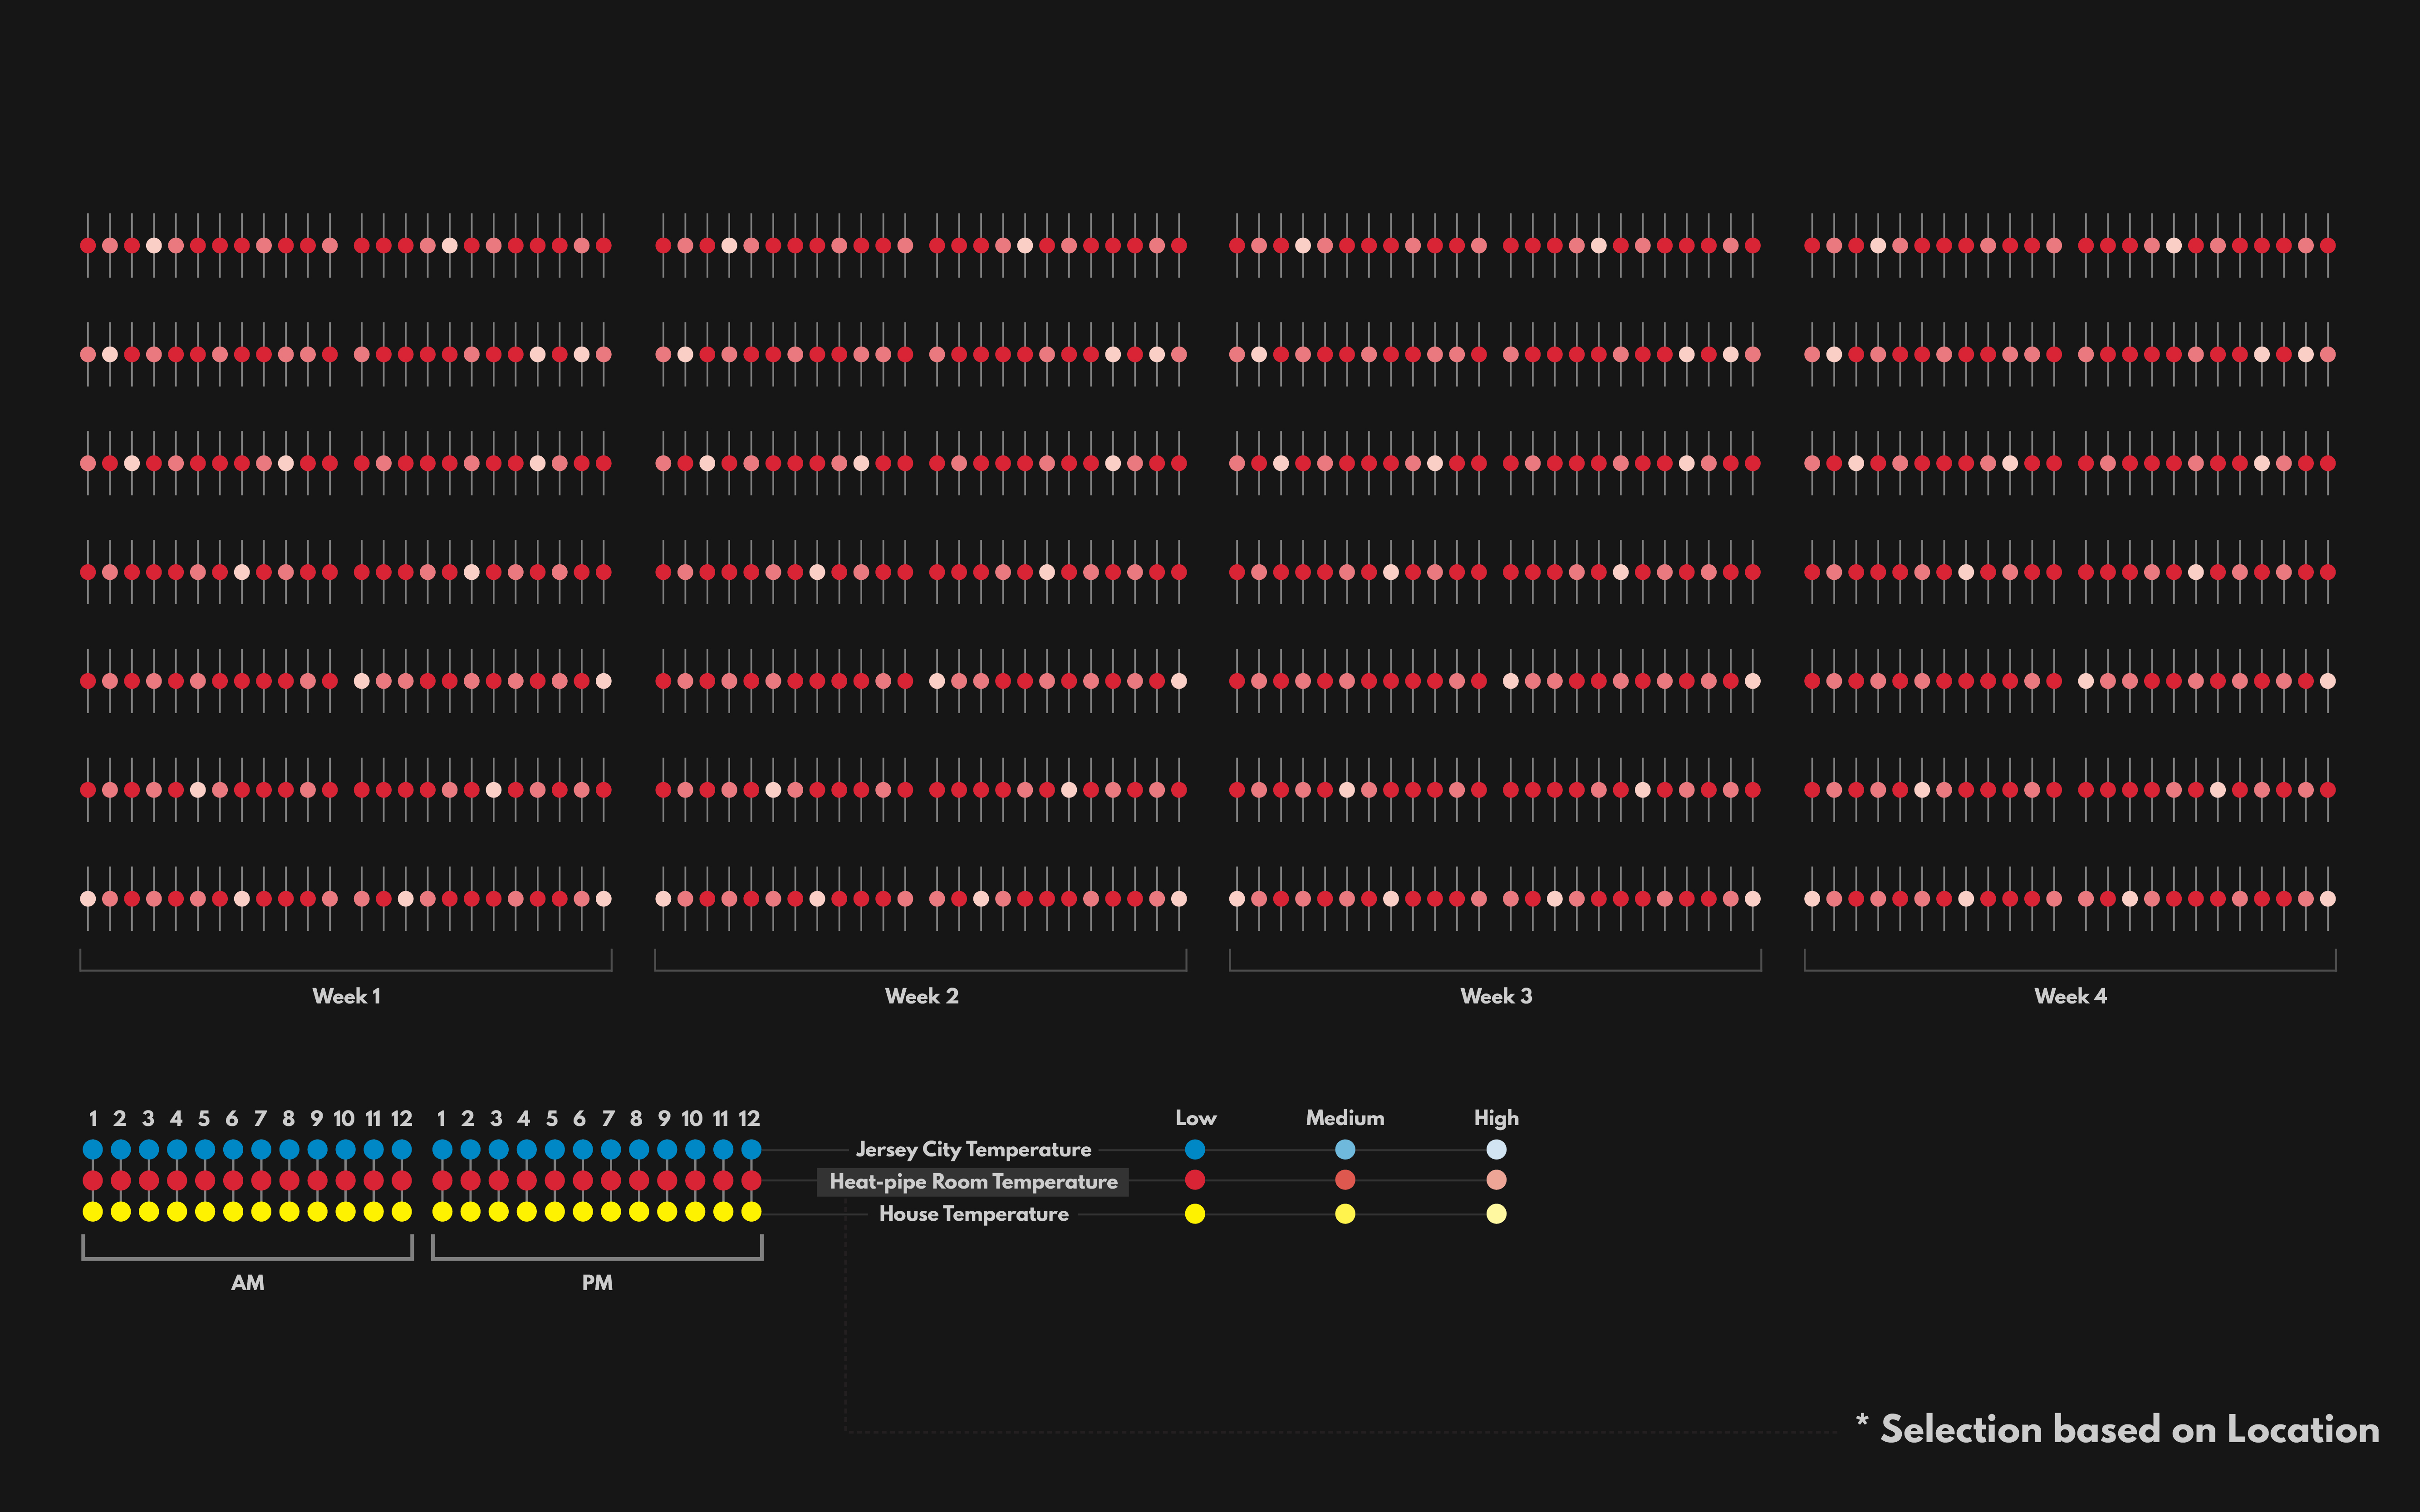 Week 1 Week 2 Week 3 Week 4
1 2 3 4 5 6 7 8 9 10 11 12 1 2 3 4 5 6 7 8 9 10 11 12 Low Medium High
Jersey City Temperature
Heat-pipe Room Temperature
House Temperature
AM PM
* Selection based on Location